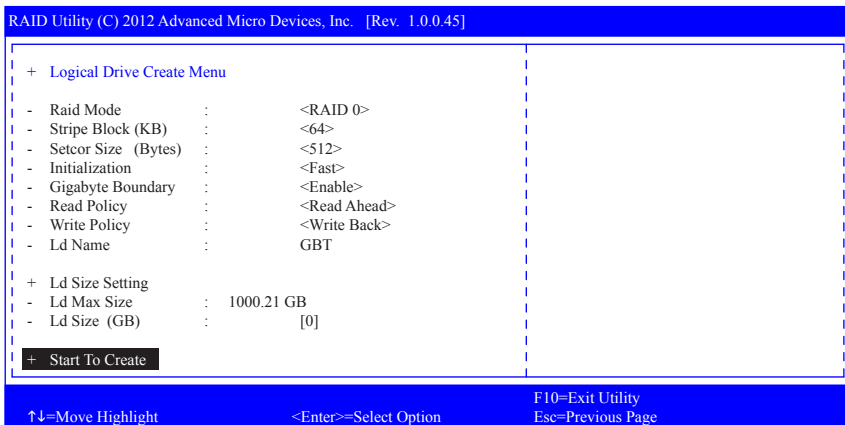 RAID Utility (C) 2012 Advanced Micro Devices, Inc. [Rev. 1.0.0.45]
+ Logical Drive Create Menu
- Raid Mode : <RAID 0>
- Stripe Block (KB) : <64>
- Setcor Size (Bytes) : <512>
- Initialization : <Fast>
- Gigabyte Boundary : <Enable>
- Read Policy : <Read Ahead>
- Write Policy : <Write Back>
- Ld Name : GBT
+ Ld Size Setting
- Ld Max Size : 1000.21 GB
- Ld Size (GB) : [0]
+ Start To Create
F10=Exit Utility
↑↓=Move Highlight <Enter>=Select Option Esc=Previous Page